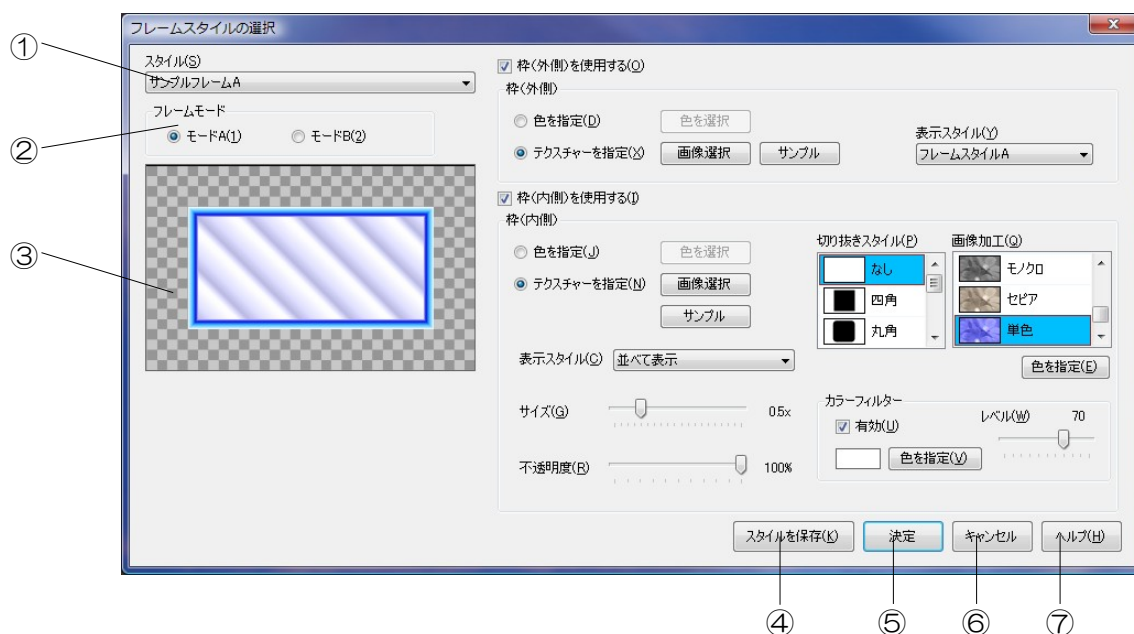 フレームスタイルの選択
①
スタイル(S)
サンプルフレームA
②
フレームモード
モードA(1)
モードB(2)
③
枠(外側)を使用する(O)
枠(外側)
色を指定(D)
色を選択
テクスチャーを指定(X)
画像選択
サンプル
表示スタイル(Y)
フレームスタイルA
枠(内側)を使用する(I)
枠(内側)
色を指定(J)
色を選択
テクスチャーを指定(N)
画像選択
サンプル
切り抜きスタイル(P)
なし
四角
丸角
画像加工(Q)
モノクロ
セピア
単色
色を指定(E)
表示スタイル(C)
並べて表示
サイズ(G)
0.5x
不透明度(R)
100%
カラーフィルター
有効(U)
色を指定(V)
レベル(W)
70
スタイルを保存(K)
決定
キャンセル
ヘルプ(H)
④
⑤
⑥
⑦